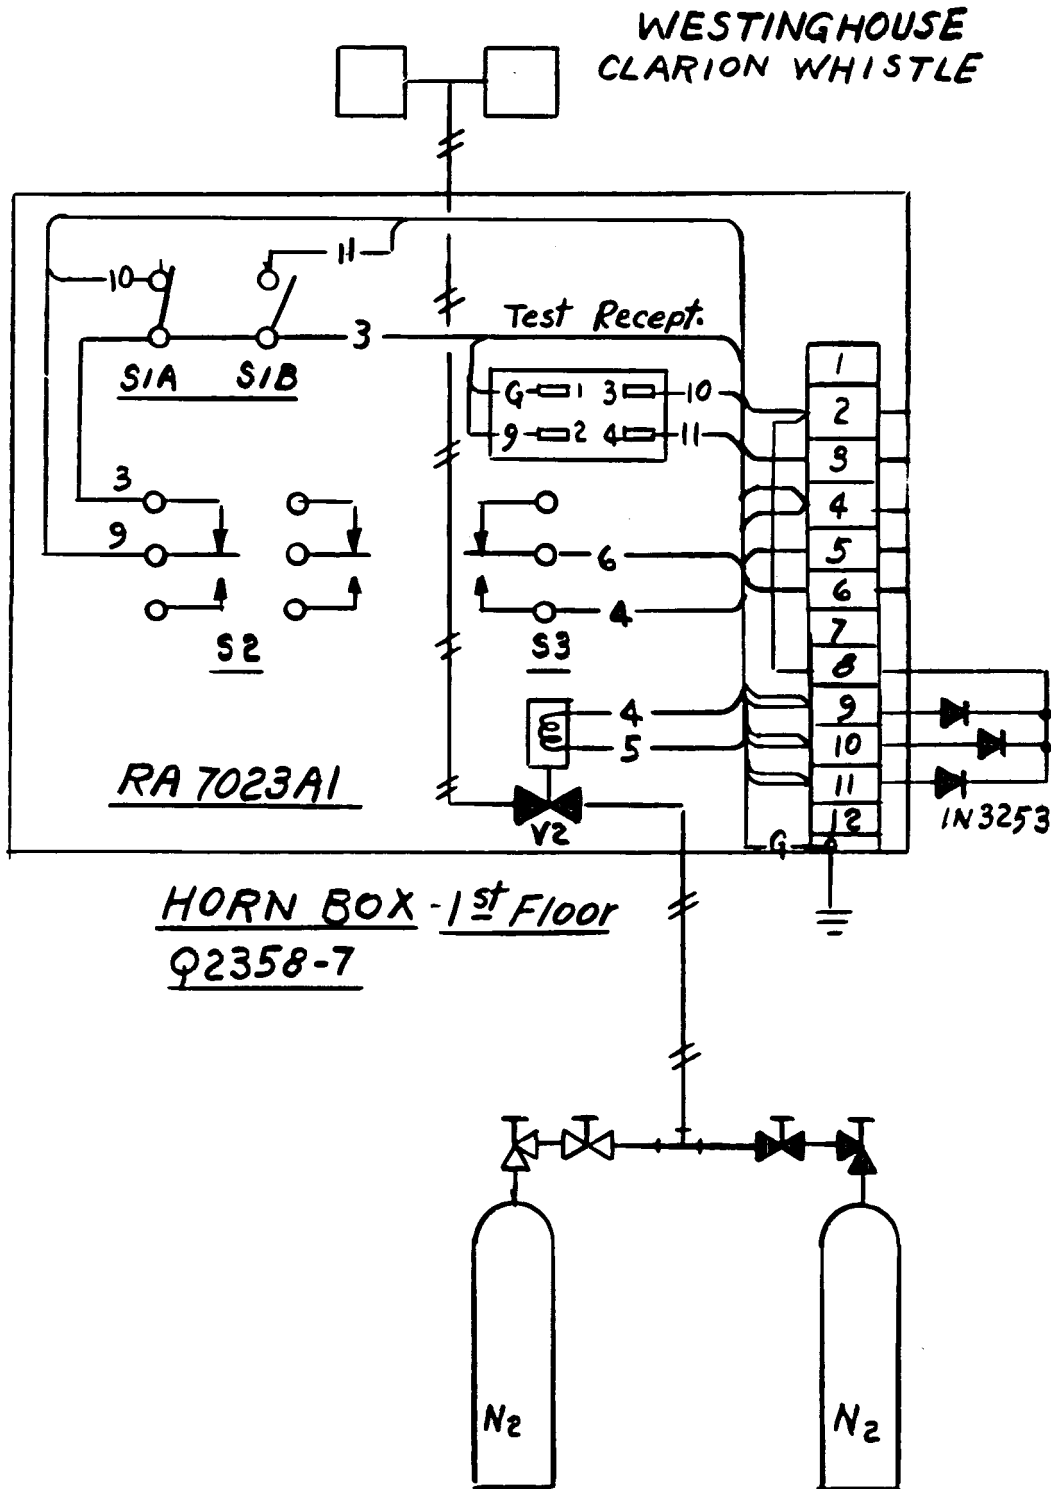 WESTINGHOUSE
CLARION WHISTLE
11
10
3
Test Recept.
S1A S1B
G 1 3 10
9 2 4 11
1
2
3
4
5
6
7
8
9
10
11
12
3
9
6
4
S2
S3
4
5
RA 7023A1
V2
1N3253
G
HORN BOX - 1st Floor
Q2358-7
N2
N2